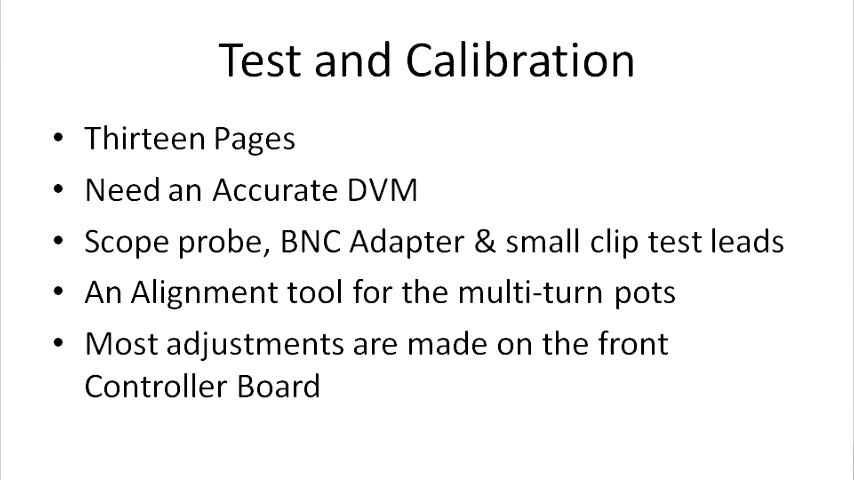 Test and Calibration
• Thirteen Pages
• Need an Accurate DVM
• Scope probe, BNC Adapter & small clip test leads
• An Alignment tool for the multi-turn pots
• Most adjustments are made on the front
Controller Board